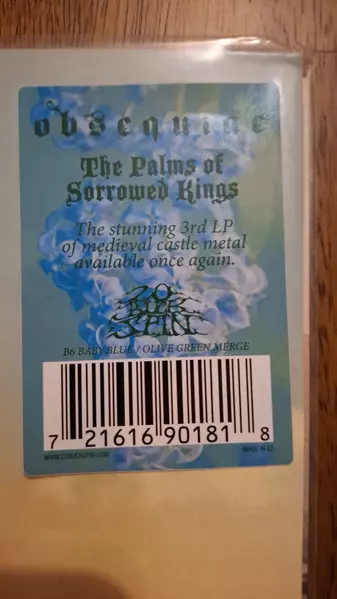 obsequiae
The Palms of
Sorrowed Kings
The stunning 3rd LP
of medieval castle metal
available once again.
20
BUCK
SPIN
B6 BABY BLUE / OLIVE GREEN MERGE
7 21616 90181 8
WWW.20BUCKSPIN.COM
MADE IN CZ